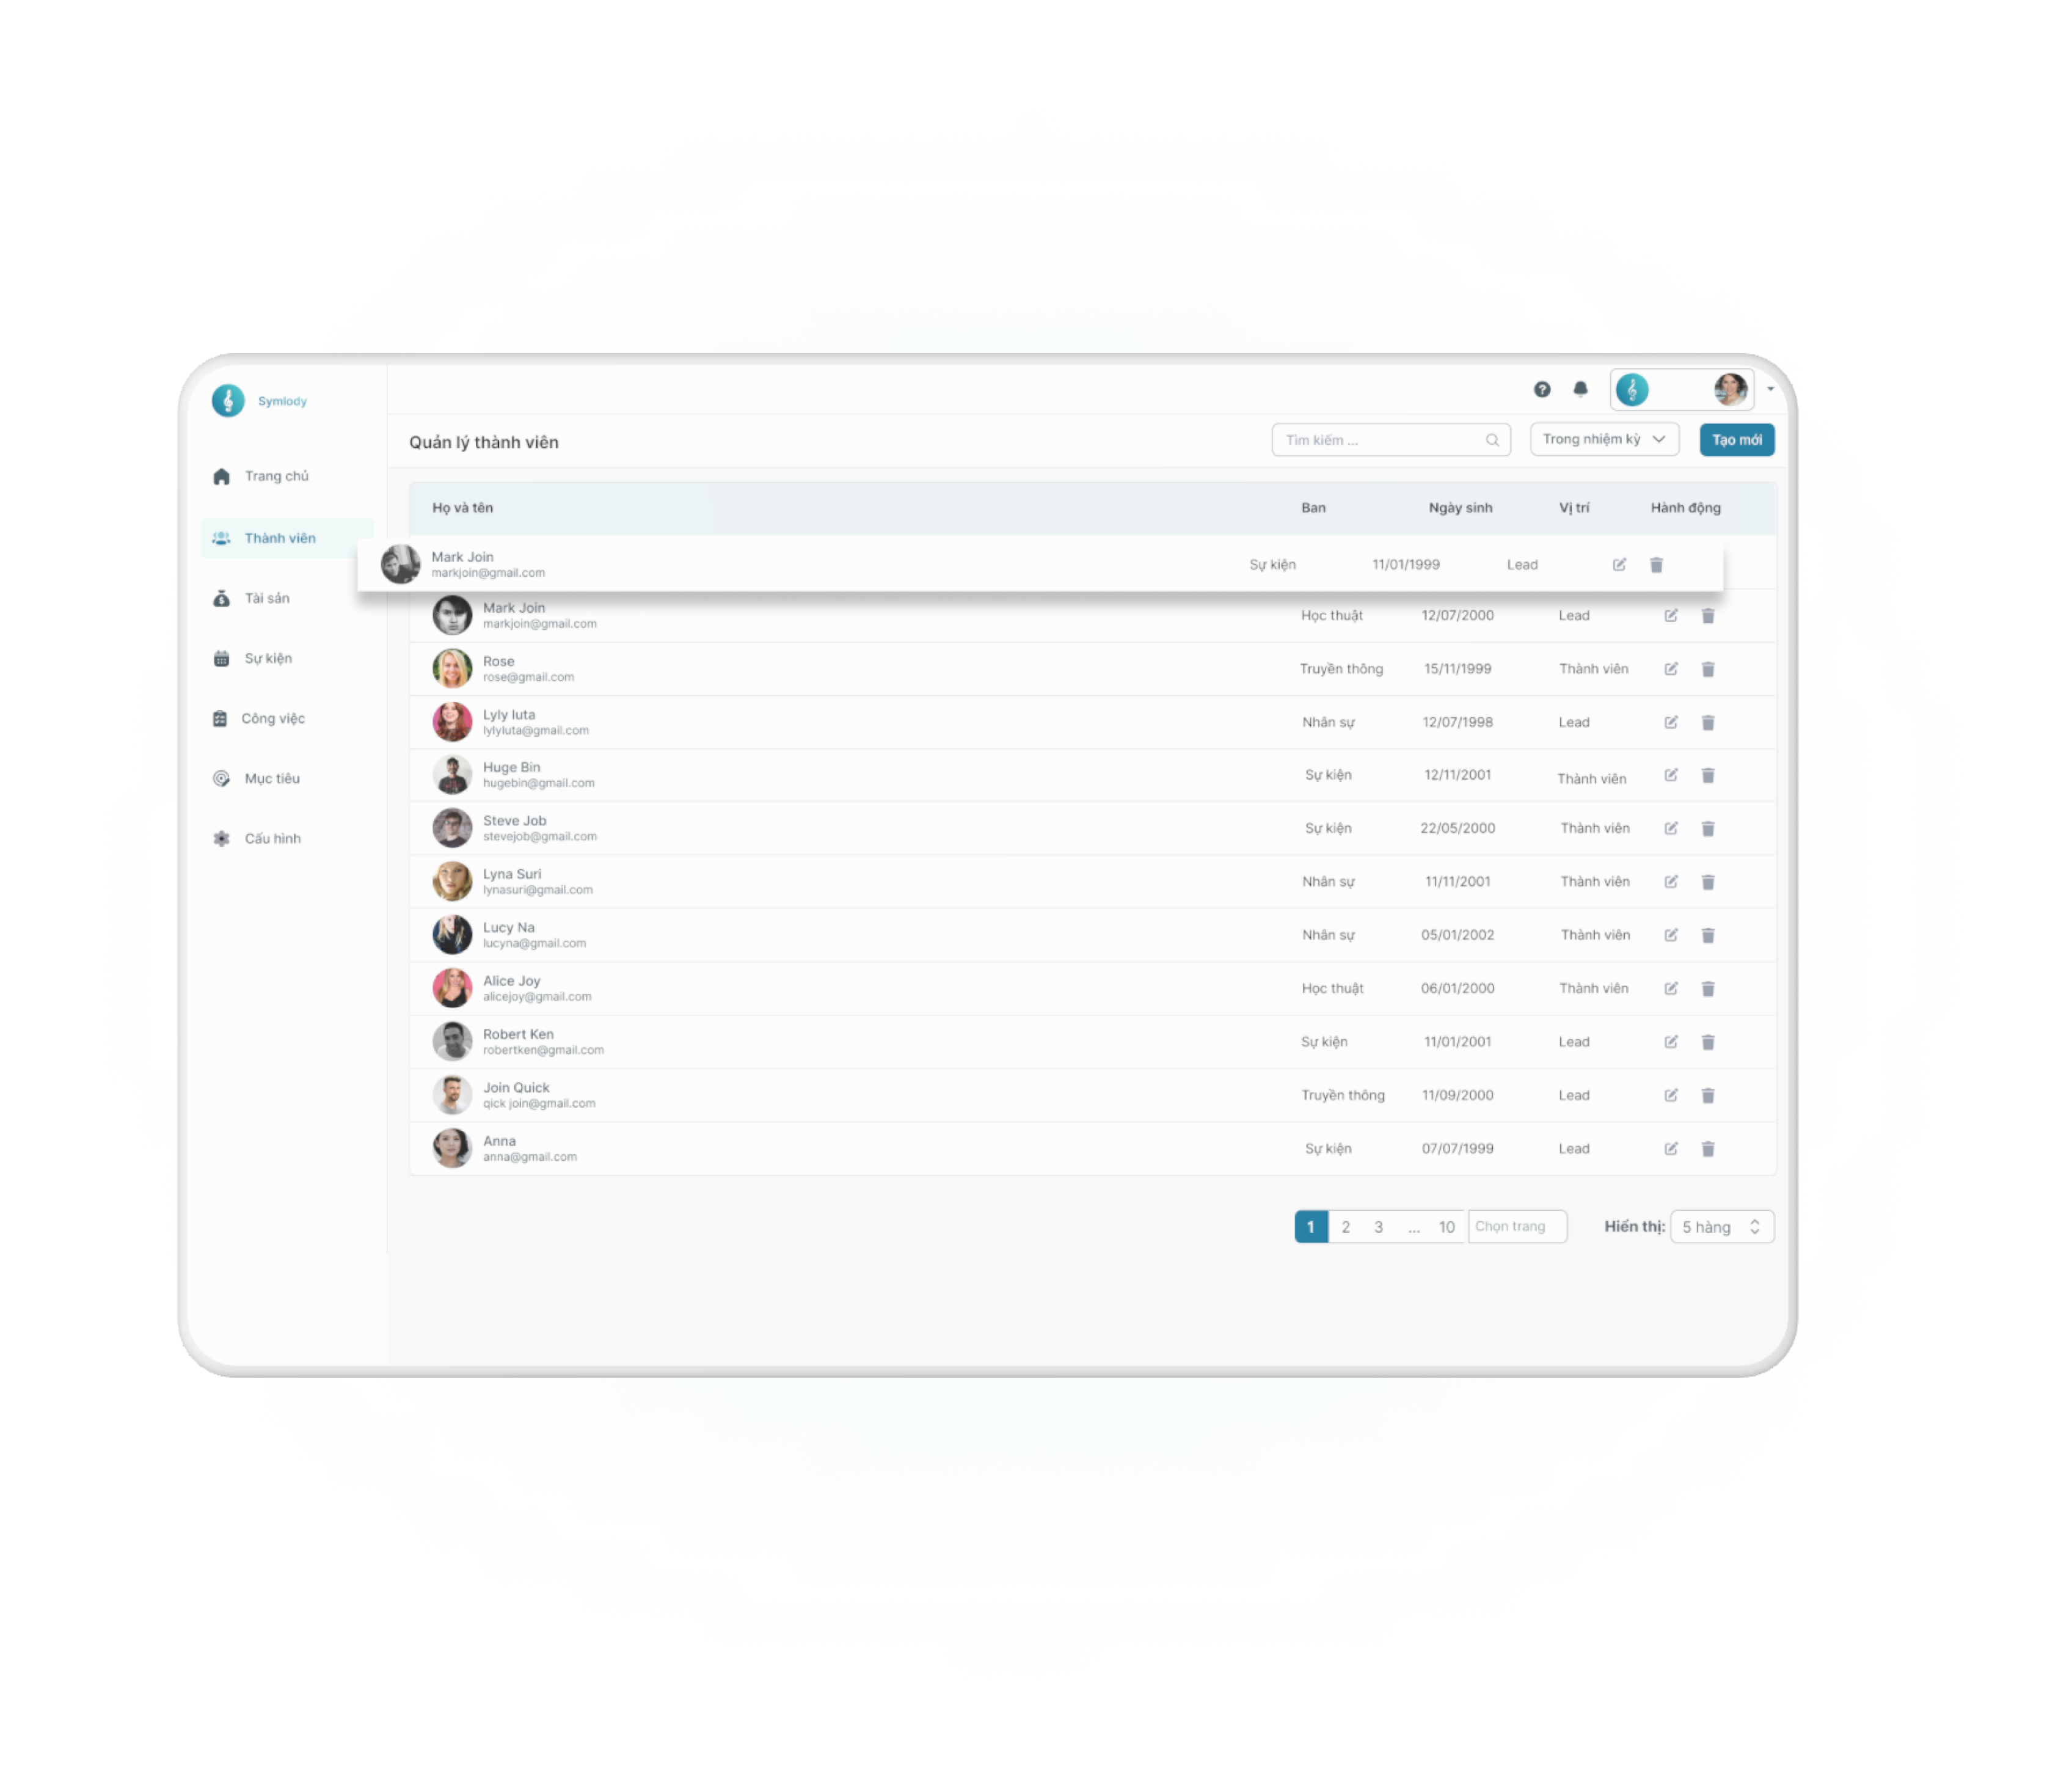 Symlody
Trang chủ
Thành viên
Tài sản
Sự kiện
Công việc
Mục tiêu
Cấu hình
Quản lý thành viên
Tìm kiếm ...
Trong nhiệm kỳ
Tạo mới
Họ và tên Ban Ngày sinh Vị trí Hành động
Mark Join
markjoin@gmail.com
Sự kiện 11/01/1999 Lead
Mark Join
markjoin@gmail.com
Học thuật 12/07/2000 Lead
Rose
rose@gmail.com
Truyền thông 15/11/1999 Thành viên
Lyly luta
lylyluta@gmail.com
Nhân sự 12/07/1998 Lead
Huge Bin
hugebin@gmail.com
Sự kiện 12/11/2001 Thành viên
Steve Job
stevejob@gmail.com
Sự kiện 22/05/2000 Thành viên
Lyna Suri
lynasuri@gmail.com
Nhân sự 11/11/2001 Thành viên
Lucy Na
lucyna@gmail.com
Nhân sự 05/01/2002 Thành viên
Alice Joy
alicejoy@gmail.com
Học thuật 06/01/2000 Thành viên
Robert Ken
robertken@gmail.com
Sự kiện 11/01/2001 Lead
Join Quick
qick join@gmail.com
Truyền thông 11/09/2000 Lead
Anna
anna@gmail.com
Sự kiện 07/07/1999 Lead
1 2 3 ... 10 Chọn trang Hiển thị: 5 hàng